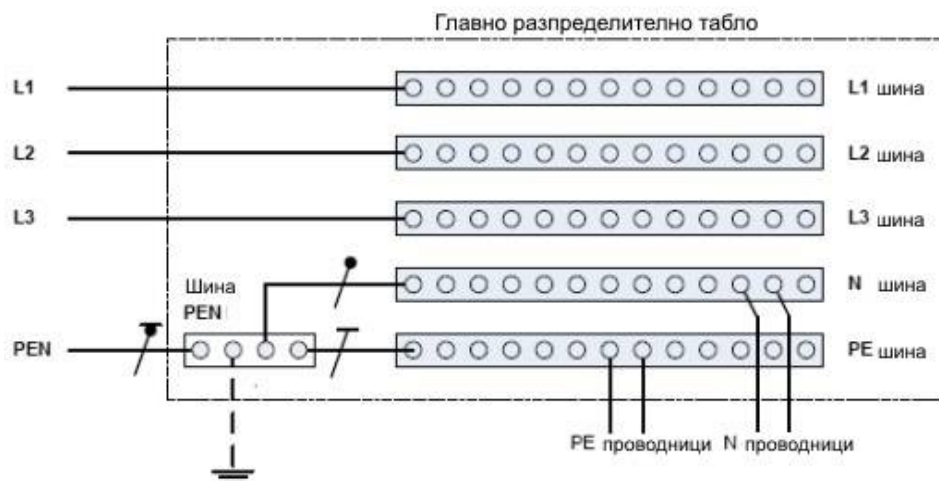 Главно разпределително табло
L1
L1 шина
L2
L2 шина
L3
L3 шина
Шина
PEN
N шина
PEN
PE шина
PE проводници
N проводници